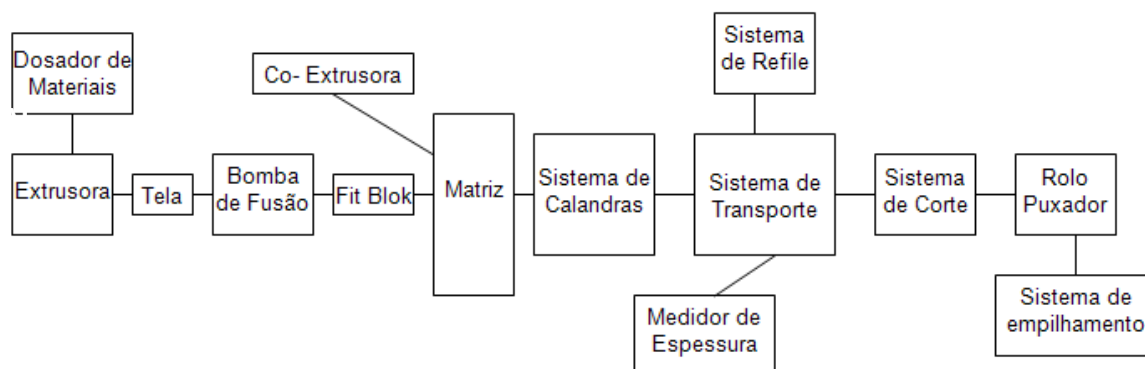 Dosador de
Materiais
Extrusora
Tela
Bomba
de Fusão
Fit Blok
Co- Extrusora
Matriz
Sistema de
Calandras
Sistema
de Refile
Sistema de
Transporte
Medidor de
Espessura
Sistema
de Corte
Rolo
Puxador
Sistema de
empilhamento